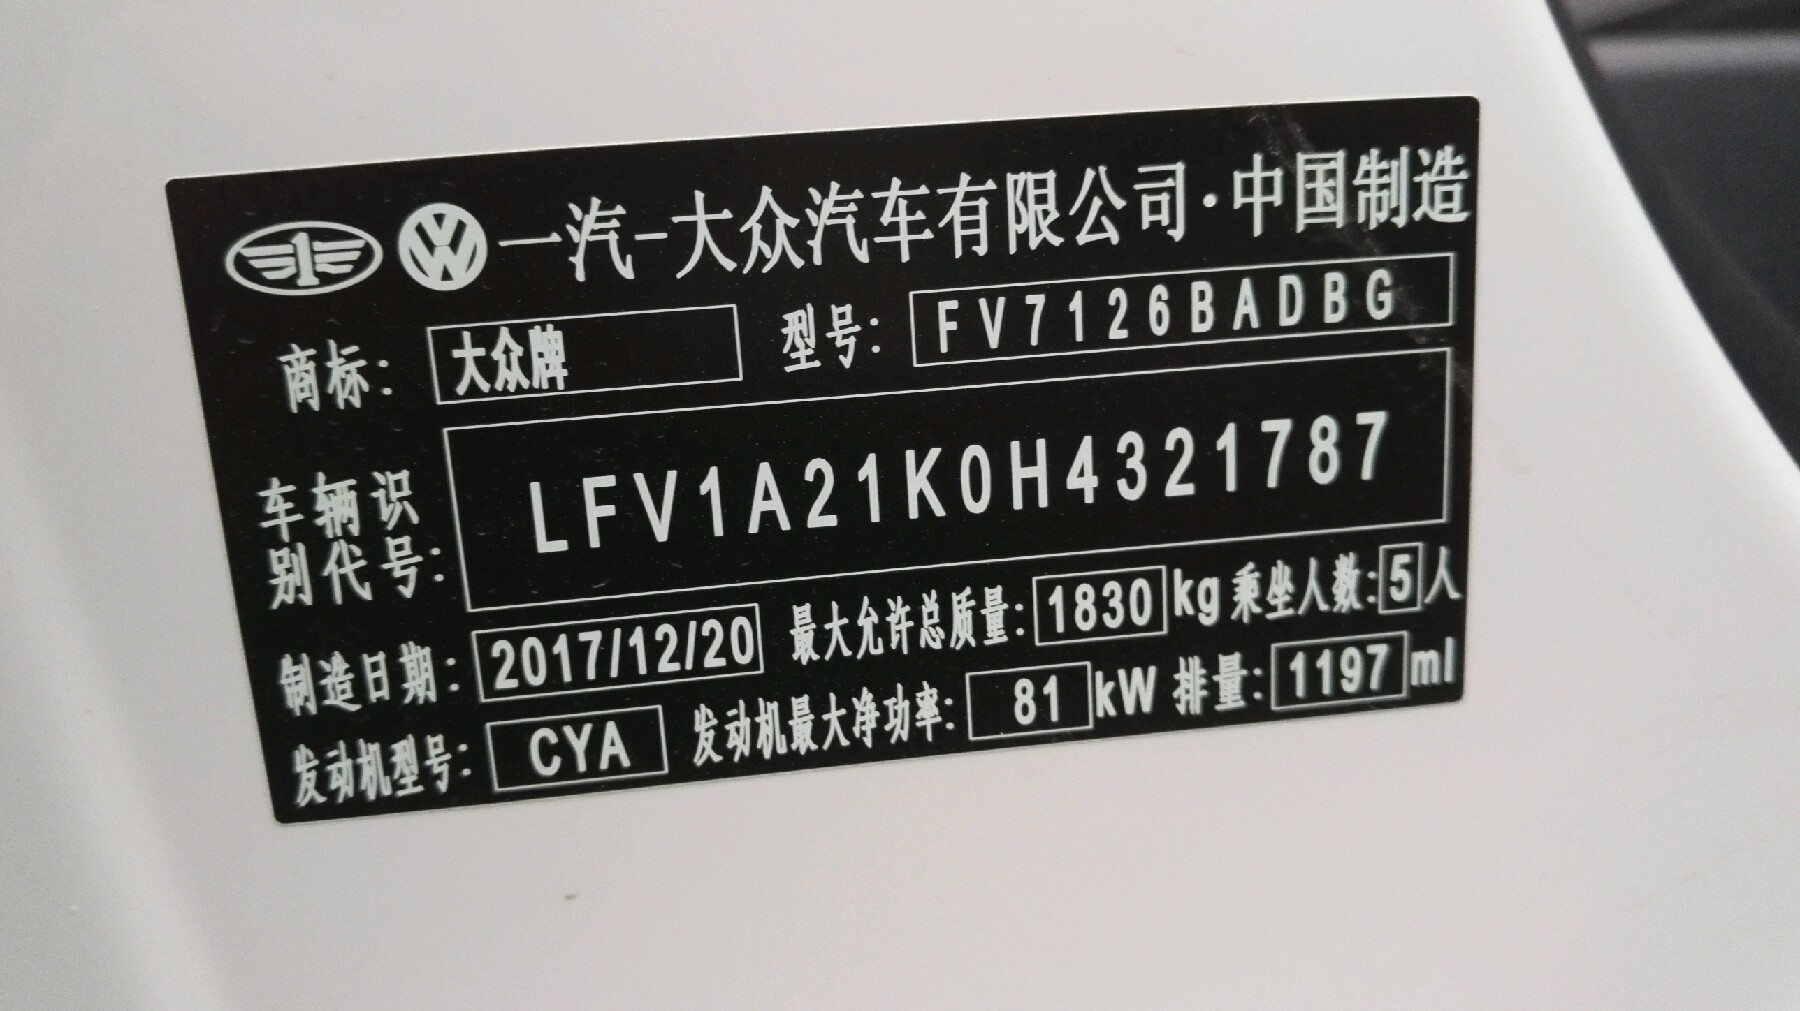 一汽-大众汽车有限公司·中国制造
商标: 大众牌 型号: FV7126BADBG
车辆识别代号: LFV1A21K0H4321787
制造日期: 2017/12/20 最大允许总质量: 1830 kg 乘坐人数: 5 人
发动机型号: CYA 发动机最大净功率: 81 kW 排量: 1197 ml